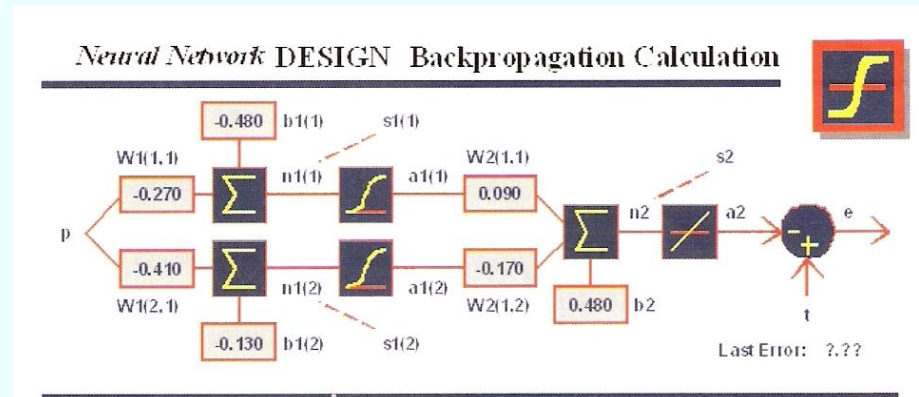 Neural Network DESIGN Backpropagation Calculation
-0.480 b1(1) s1(1)
W1(1,1) n1(1) a1(1) W2(1,1) s2
-0.270 Σ 0.090 n2 a2 e
p Σ - +
-0.410 Σ -0.170
W1(2,1) n1(2) a1(2) W2(1,2) 0.480 b2 t
-0.130 b1(2) s1(2) Last Error: ?.??